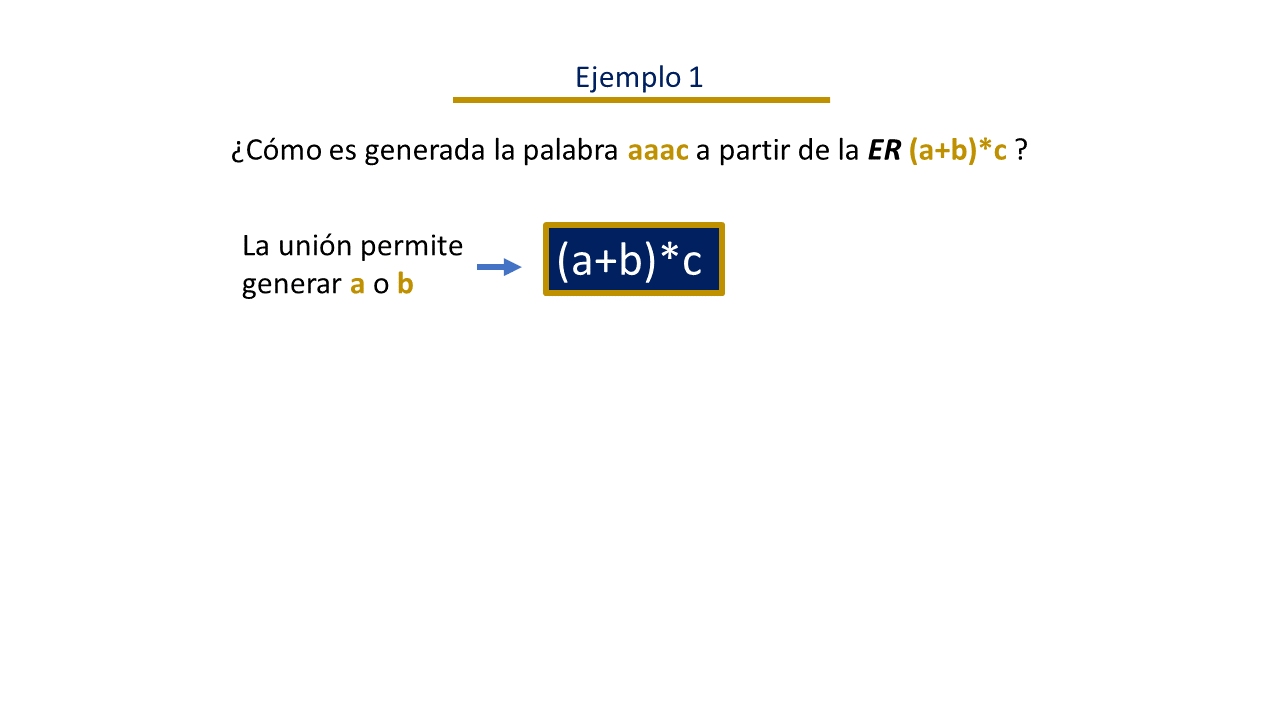 Ejemplo 1
¿Cómo es generada la palabra aaac a partir de la ER (a+b)*c ?
La unión permite
generar a o b
(a+b)*c